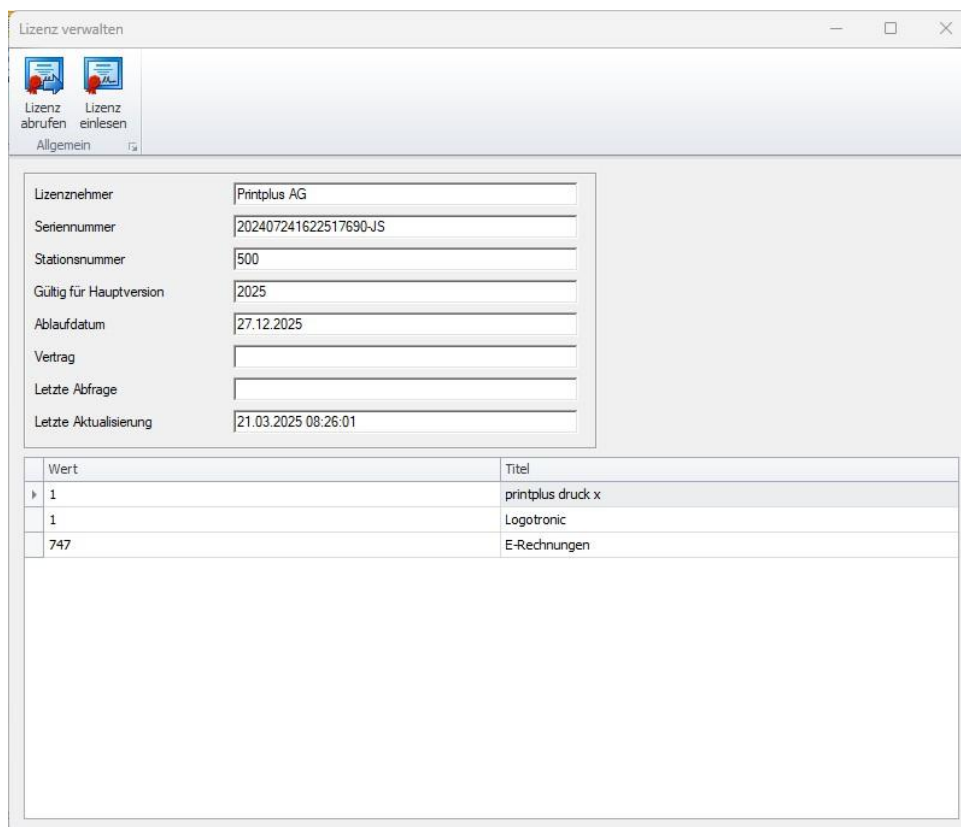 Lizenz verwalten
Lizenz abrufen
Lizenz einlesen
Allgemein
Lizenznehmer Printplus AG
Seriennummer 202407241622517690-JS
Stationsnummer 500
Gültig für Hauptversion 2025
Ablaufdatum 27.12.2025
Vertrag
Letzte Abfrage
Letzte Aktualisierung 21.03.2025 08:26:01
Wert Titel
1 printplus druck x
1 Logotronic
747 E-Rechnungen